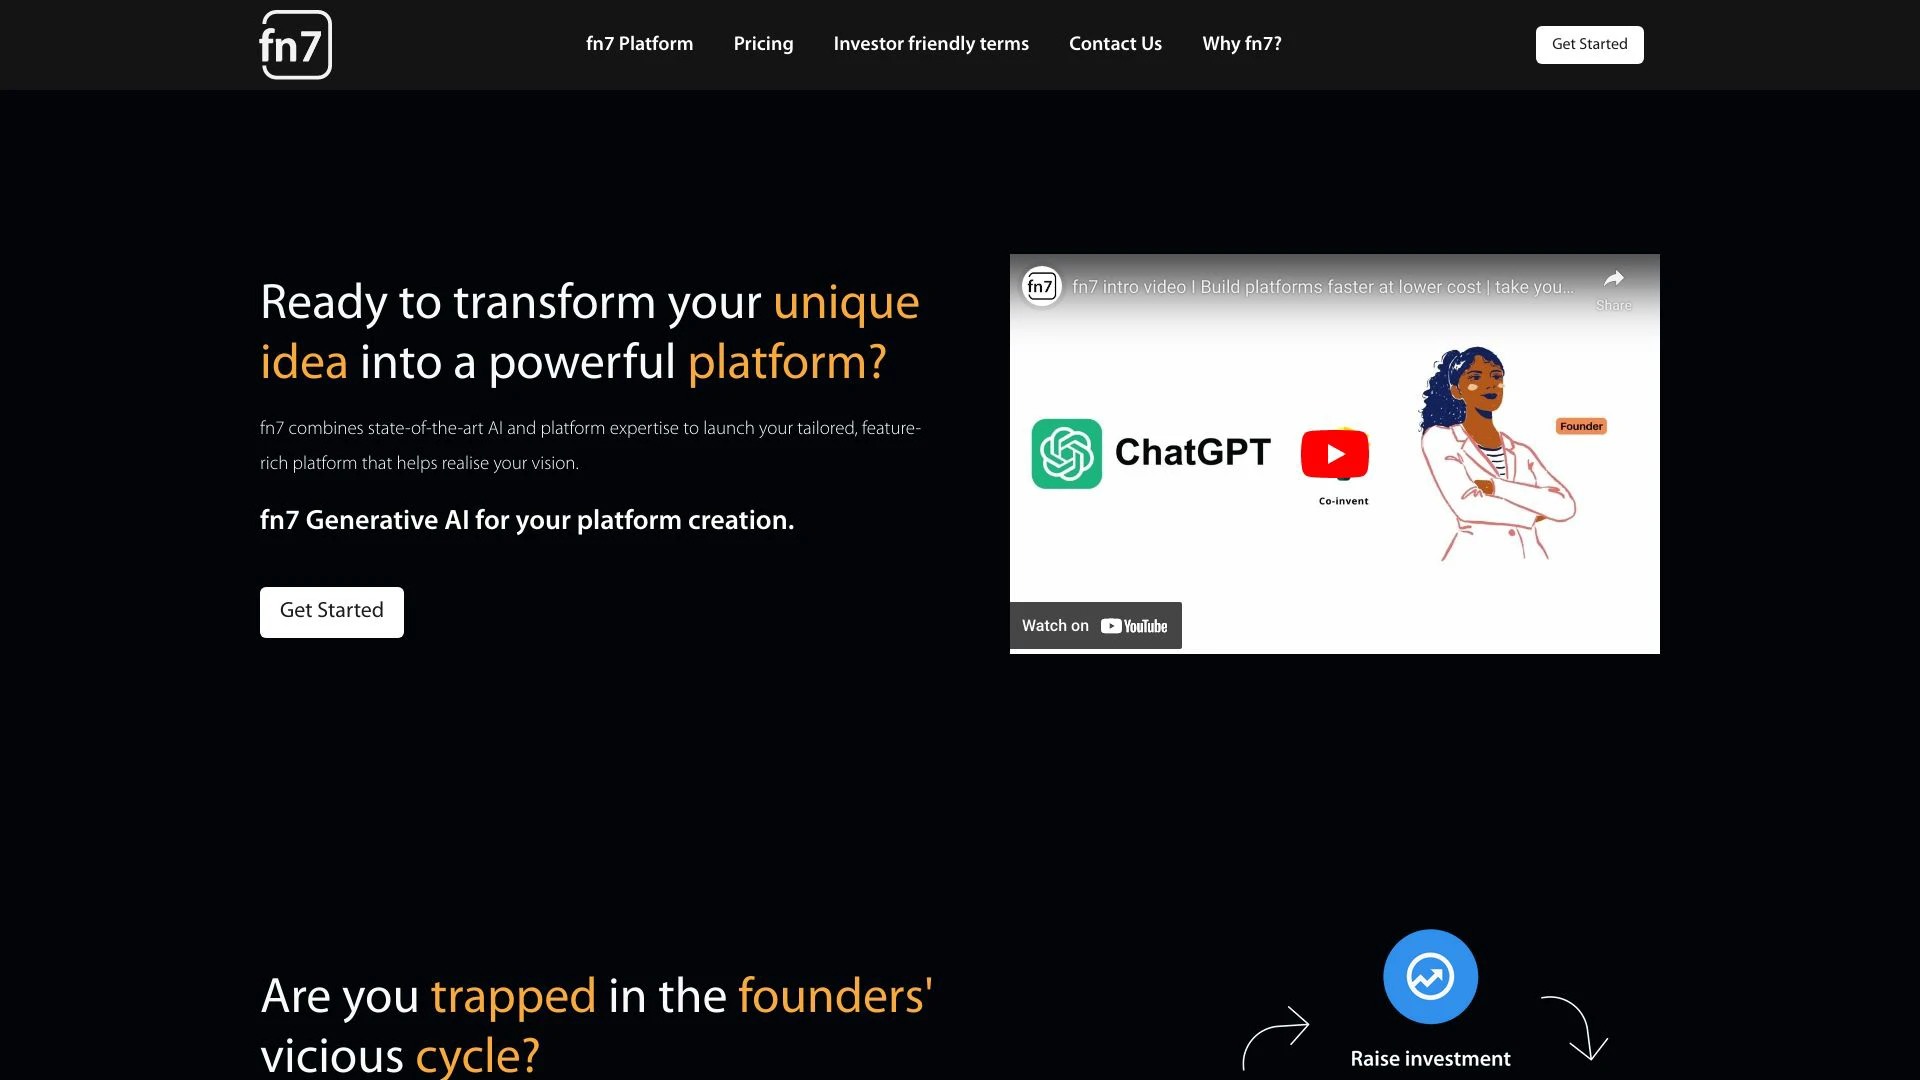 fn7
fn7 Platform
Pricing
Investor friendly terms
Contact Us
Why fn7?
Get Started
Ready to transform your unique
idea into a powerful platform?
fn7 combines state-of-the-art AI and platform expertise to launch your tailored, feature-
rich platform that helps realise your vision.
fn7 Generative AI for your platform creation.
Get Started
fn7
fn7 intro video I Build platforms faster at lower cost | take you...
Share
ChatGPT
Co-invent
Founder
Watch on YouTube
Are you trapped in the founders'
vicious cycle?
Raise investment